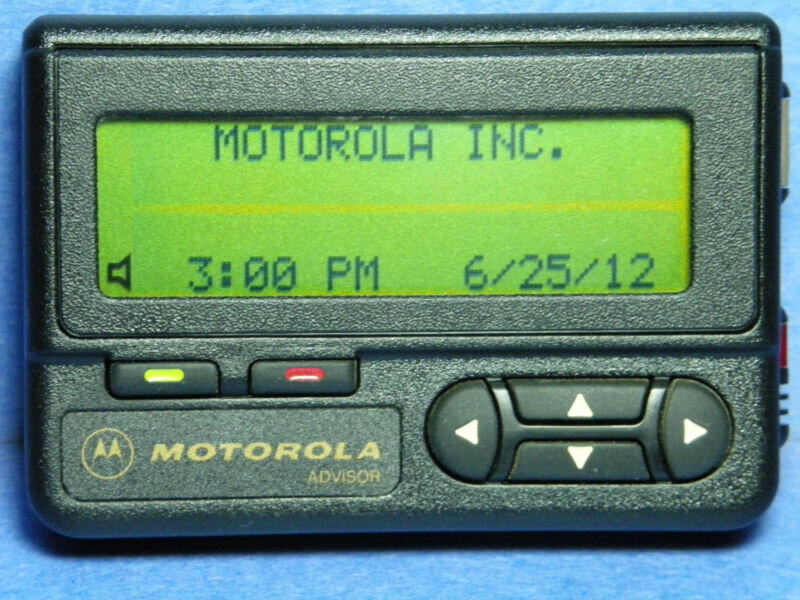 MOTOROLA INC.
3:00 PM 6/25/12
MOTOROLA
ADVISOR